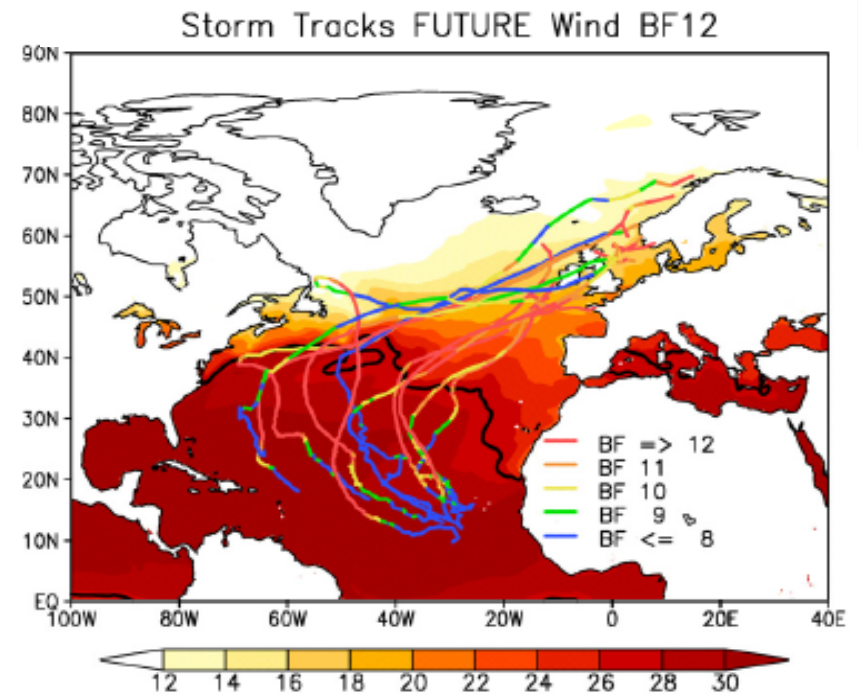 Storm Tracks FUTURE Wind BF12
90N
80N
70N
60N
50N
40N
30N
20N
10N
EQ
BF => 12
BF 11
BF 10
BF 9
BF <= 8
100W 80W 60W 40W 20W 0 20E 40E
12 14 16 18 20 22 24 26 28 30